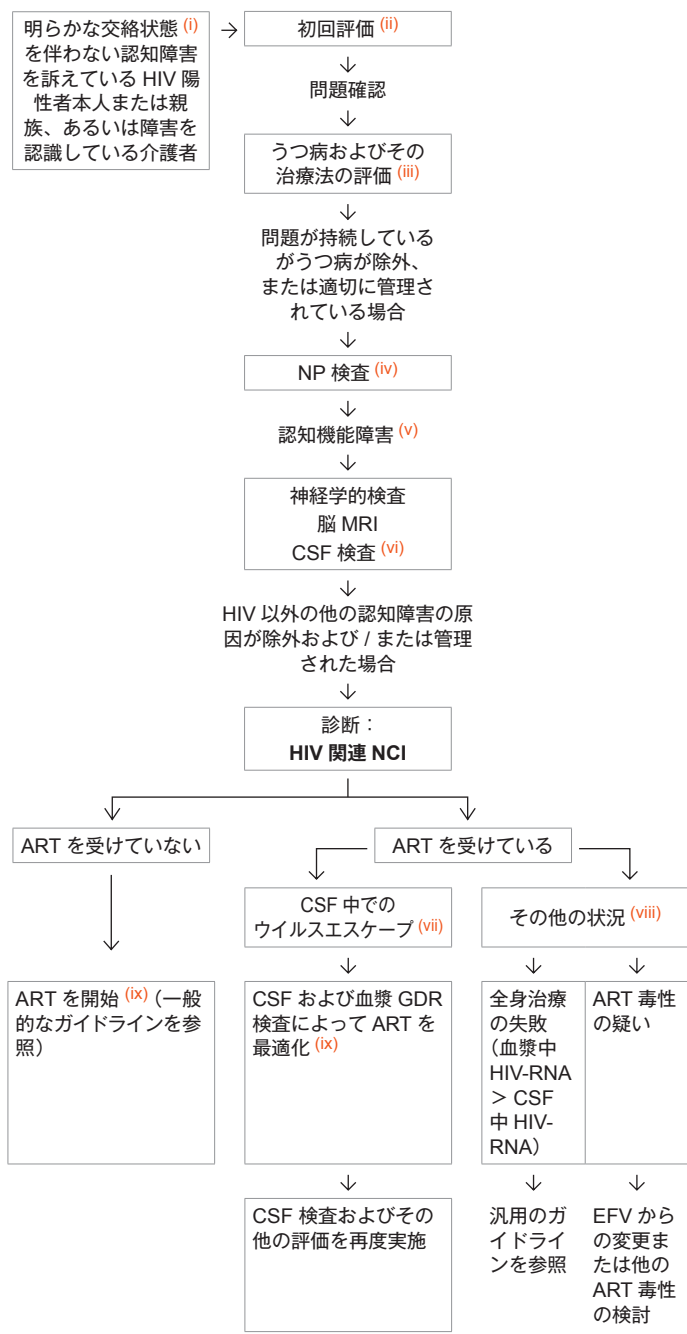 明らかな交絡状態 (i)
を伴わない認知障害
を訴えている HIV 陽
性者本人または親
族、あるいは障害を
認識している介護者
初回評価 (ii)
問題確認
うつ病およびその
治療法の評価 (iii)
問題が持続している
がうつ病が除外、
または適切に管理さ
れている場合
NP 検査 (iv)
認知機能障害 (v)
神経学的検査
脳 MRI
CSF 検査 (vi)
HIV 以外の他の認知障害の原
因が除外および / または管理
された場合
診断：
HIV 関連 NCI
ART を受けていない
ART を受けている
CSF 中での
ウイルスエスケープ (vii)
その他の状況 (viii)
ART を開始 (ix)（一般
的なガイドラインを参
照）
CSF および血漿 GDR
検査によって ART を
最適化 (ix)
全身治療
の失敗
（血漿中
HIV-RNA
＞ CSF
中 HIV-
RNA）
ART 毒性
の疑い
CSF 検査およびその
他の評価を再度実施
汎用のガ
イドライ
ンを参照
EFV から
の変更ま
たは他の
ART 毒性
の検討